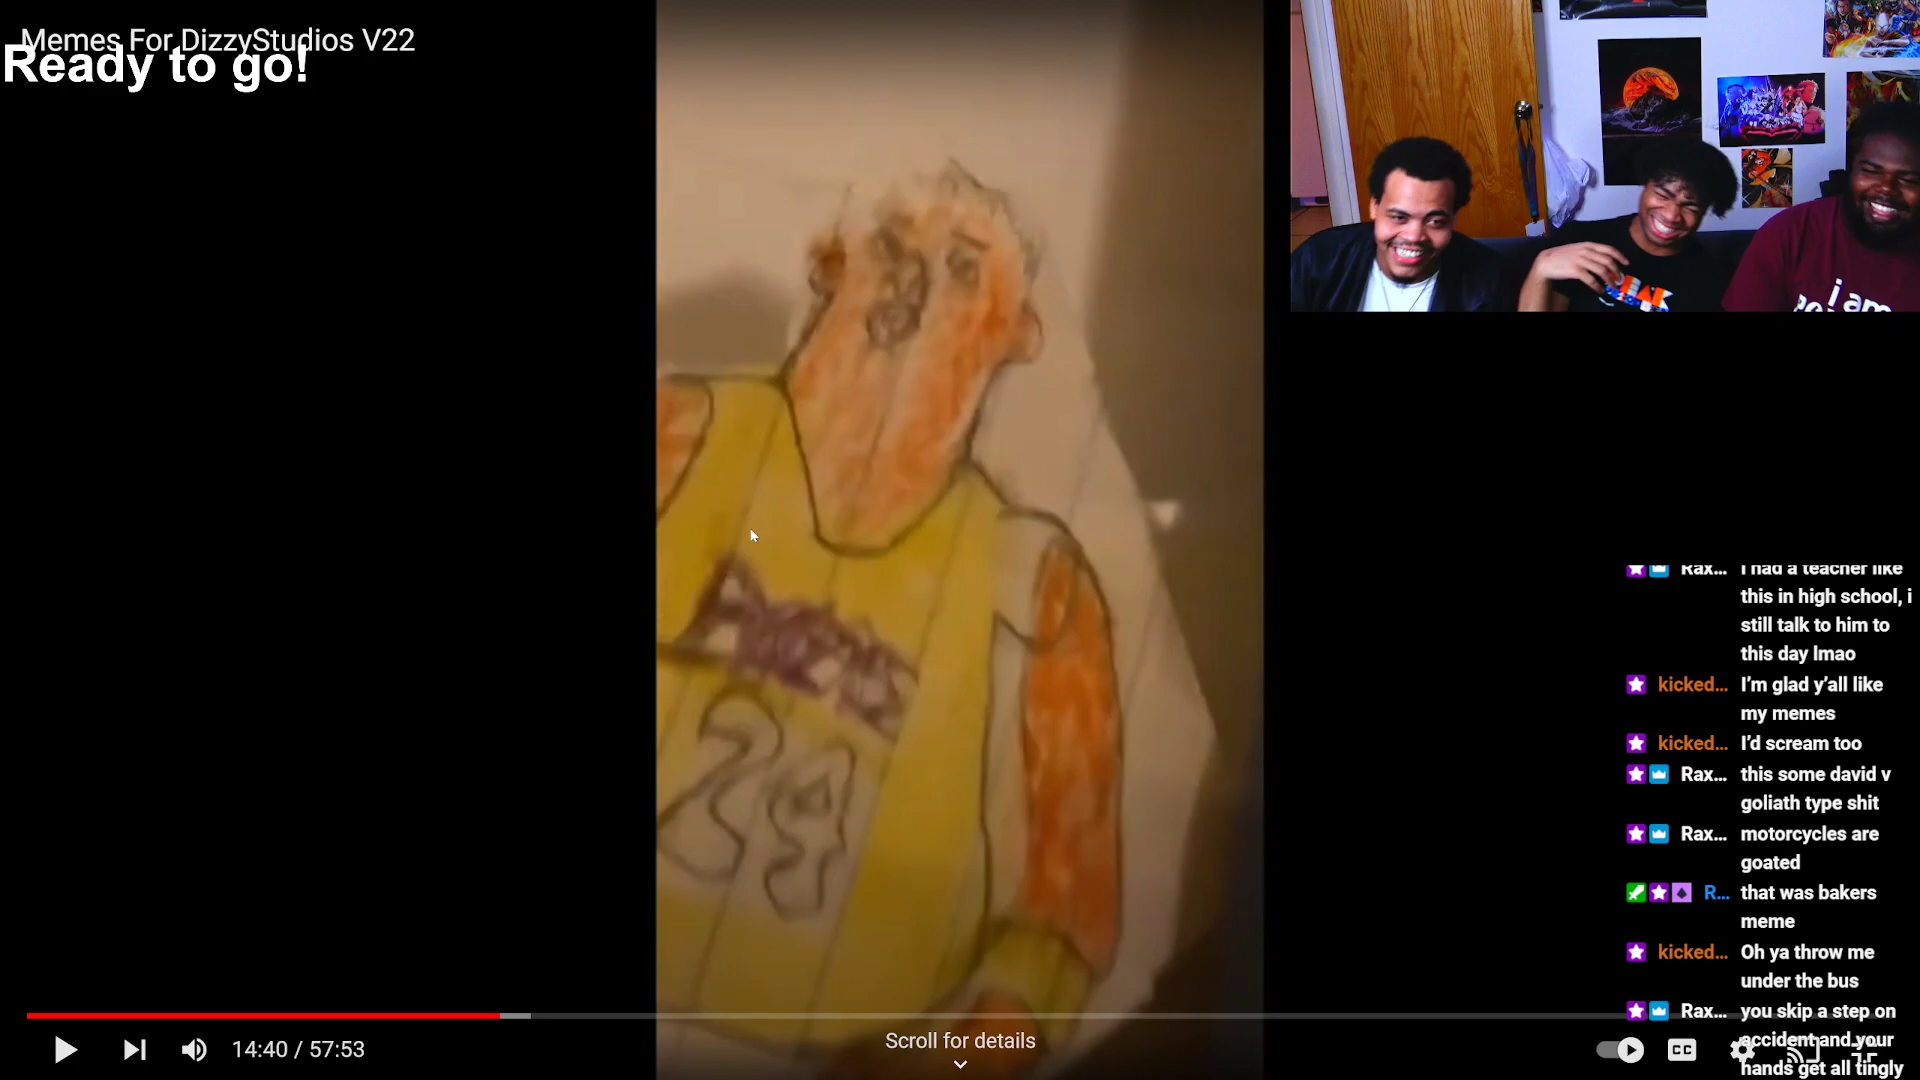 Memes For DizzyStudios V22
Ready to go!
i am
24
Rax... i had a teacher like
this in high school, i
still talk to him to
this day lmao
kicked... I'm glad y'all like
my memes
kicked... I'd scream too
Rax... this some david v
goliath type shit
Rax... motorcycles are
goated
R... that was bakers
meme
kicked... Oh ya throw me
under the bus
Rax... you skip a step on
accident and your
hands get all tingly
14:40 / 57:53
Scroll for details
CC